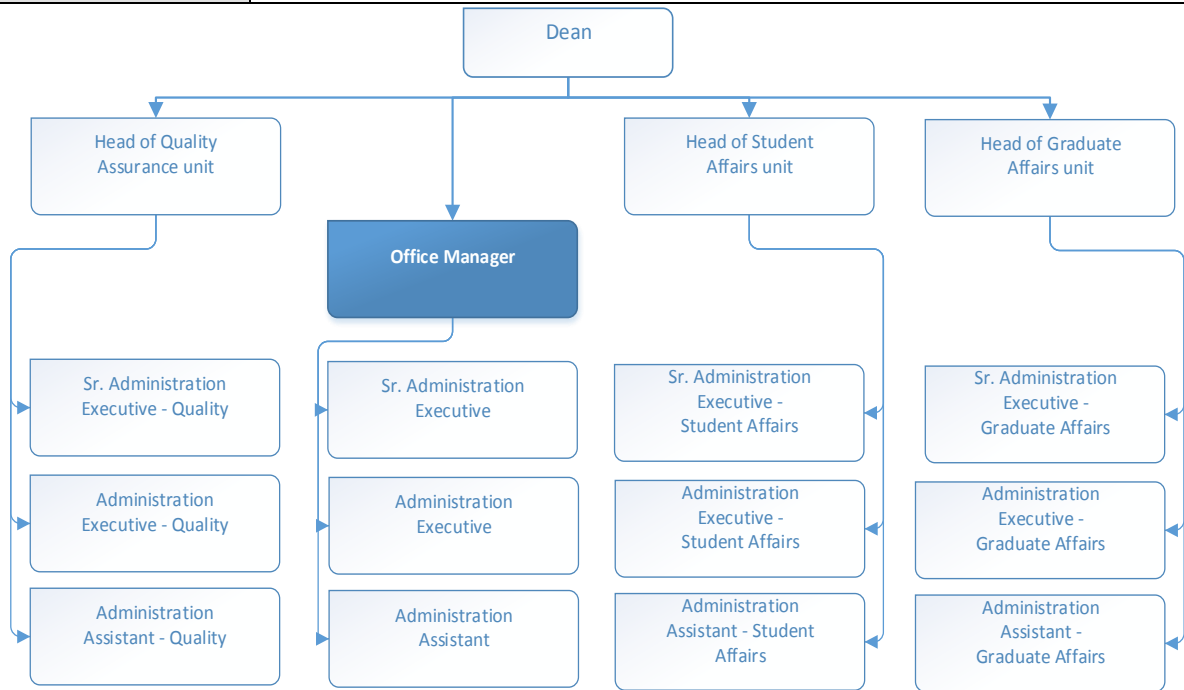 Dean
Head of Quality
Assurance unit
Head of Student
Affairs unit
Head of Graduate
Affairs unit
Office Manager
Sr. Administration
Executive - Quality
Sr. Administration
Executive
Sr. Administration
Executive -
Student Affairs
Sr. Administration
Executive -
Graduate Affairs
Administration
Executive - Quality
Administration
Executive
Administration
Executive -
Student Affairs
Administration
Executive -
Graduate Affairs
Administration
Assistant - Quality
Administration
Assistant
Administration
Assistant - Student
Affairs
Administration
Assistant -
Graduate Affairs